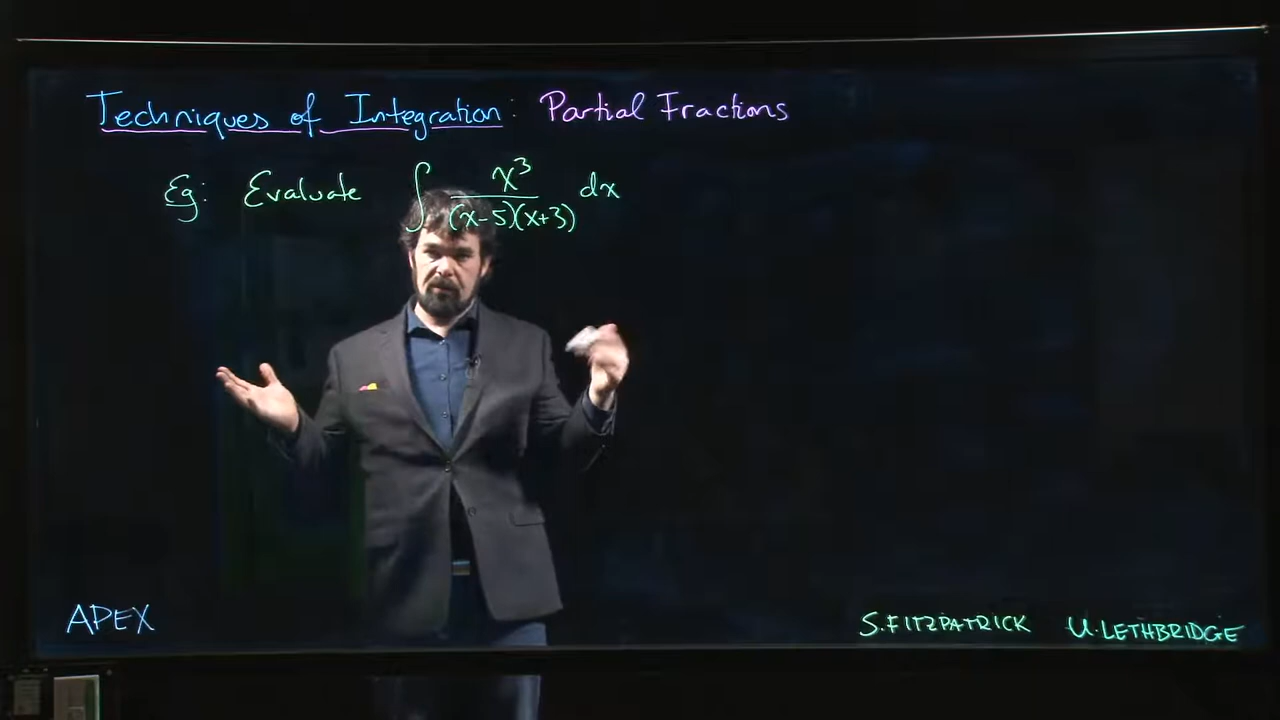 Techniques of Integration: Partial Fractions
Eg: Evaluate ∫ x³/((x-5)(x+3)) dx
APEX
S.FITZPATRICK U.LETHBRIDGE